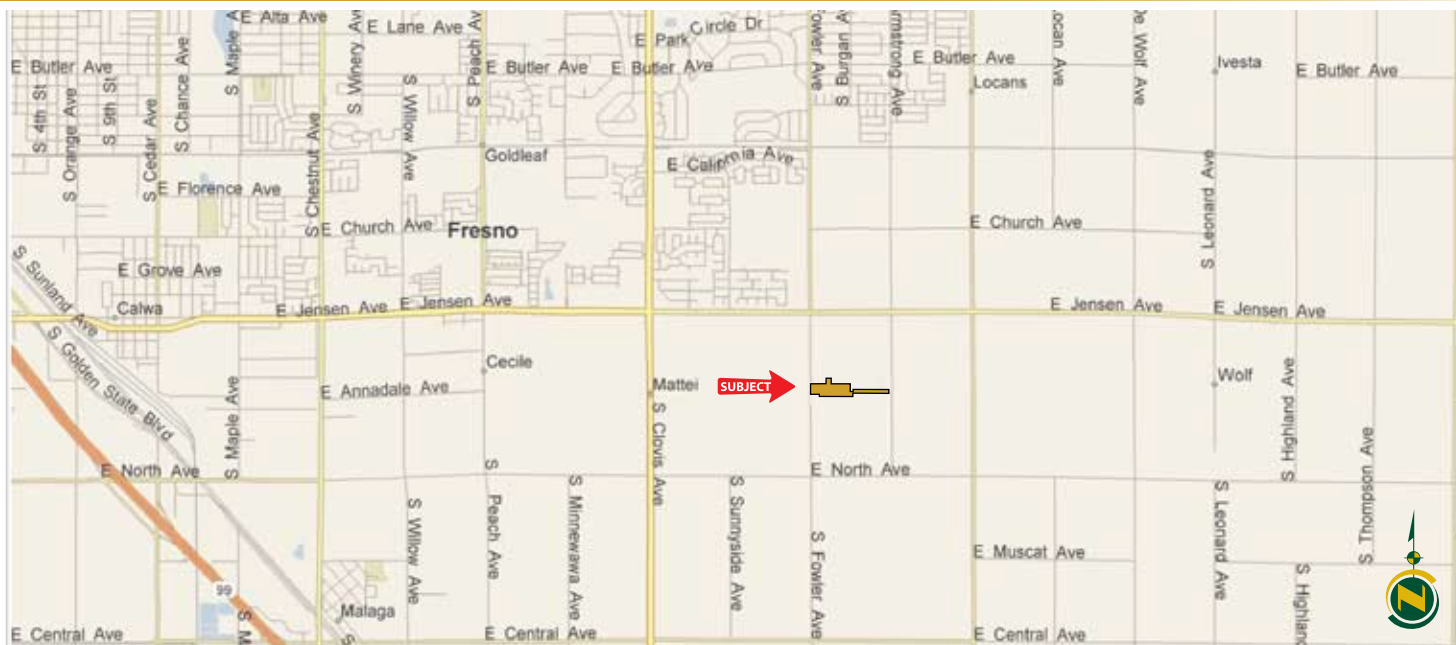 E Alta Ave
E Lane Ave
Circle Dr
E Park
E Butler Ave
S 4th St
S Orange Ave
S 9th St
S Cedar Ave
S Chance Ave
S Maple A
S Winery Ave
S Willow Ave
S Peach Av
E Butler Ave
E Butler Ave
Fowler Ave
S Burgan Av
Armstrong Ave
E Butler Ave
Locans
Locan Ave
De Wolf Ave
Ivesta
E Butler Ave
S Chestnut Ave
Goldleaf
E California Ave
S Leonard Ave
E Florence Ave
E Church Ave
Fresno
E Church Ave
S Sunland Ave
E Grove Ave
Calwa
E Jensen Ave
E Jensen Ave
E Jensen Ave
E Jensen Ave
S Golden State Blvd
S Maple Ave
E Annadale Ave
Cecile
Mattei
SUBJECT
Wolf
S Highland Ave
S Thompson Ave
S Clovis Ave
E North Ave
E North Ave
S Willow Ave
S
Peach Ave
S Minnewawa Ave
S Sunnyside Ave
S Fowler Ave
E Muscat Ave
S Leonard Ave
S Highland
99
Malaga
S M
S
E Central Ave
E Central Ave
E Central Ave
N